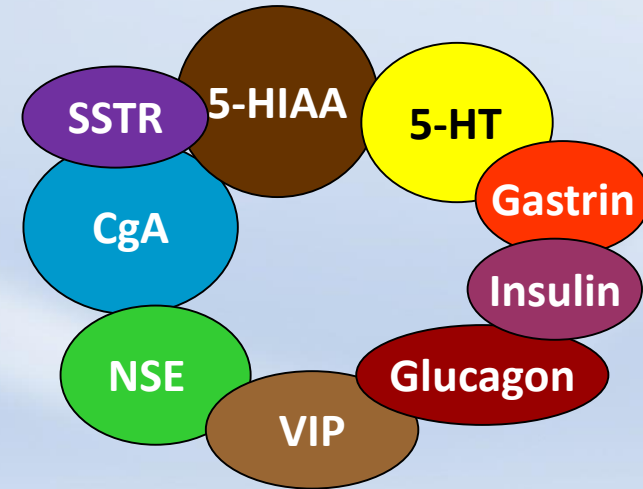 5-HIAA
SSTR
5-HT
Gastrin
CgA
Insulin
NSE
Glucagon
VIP